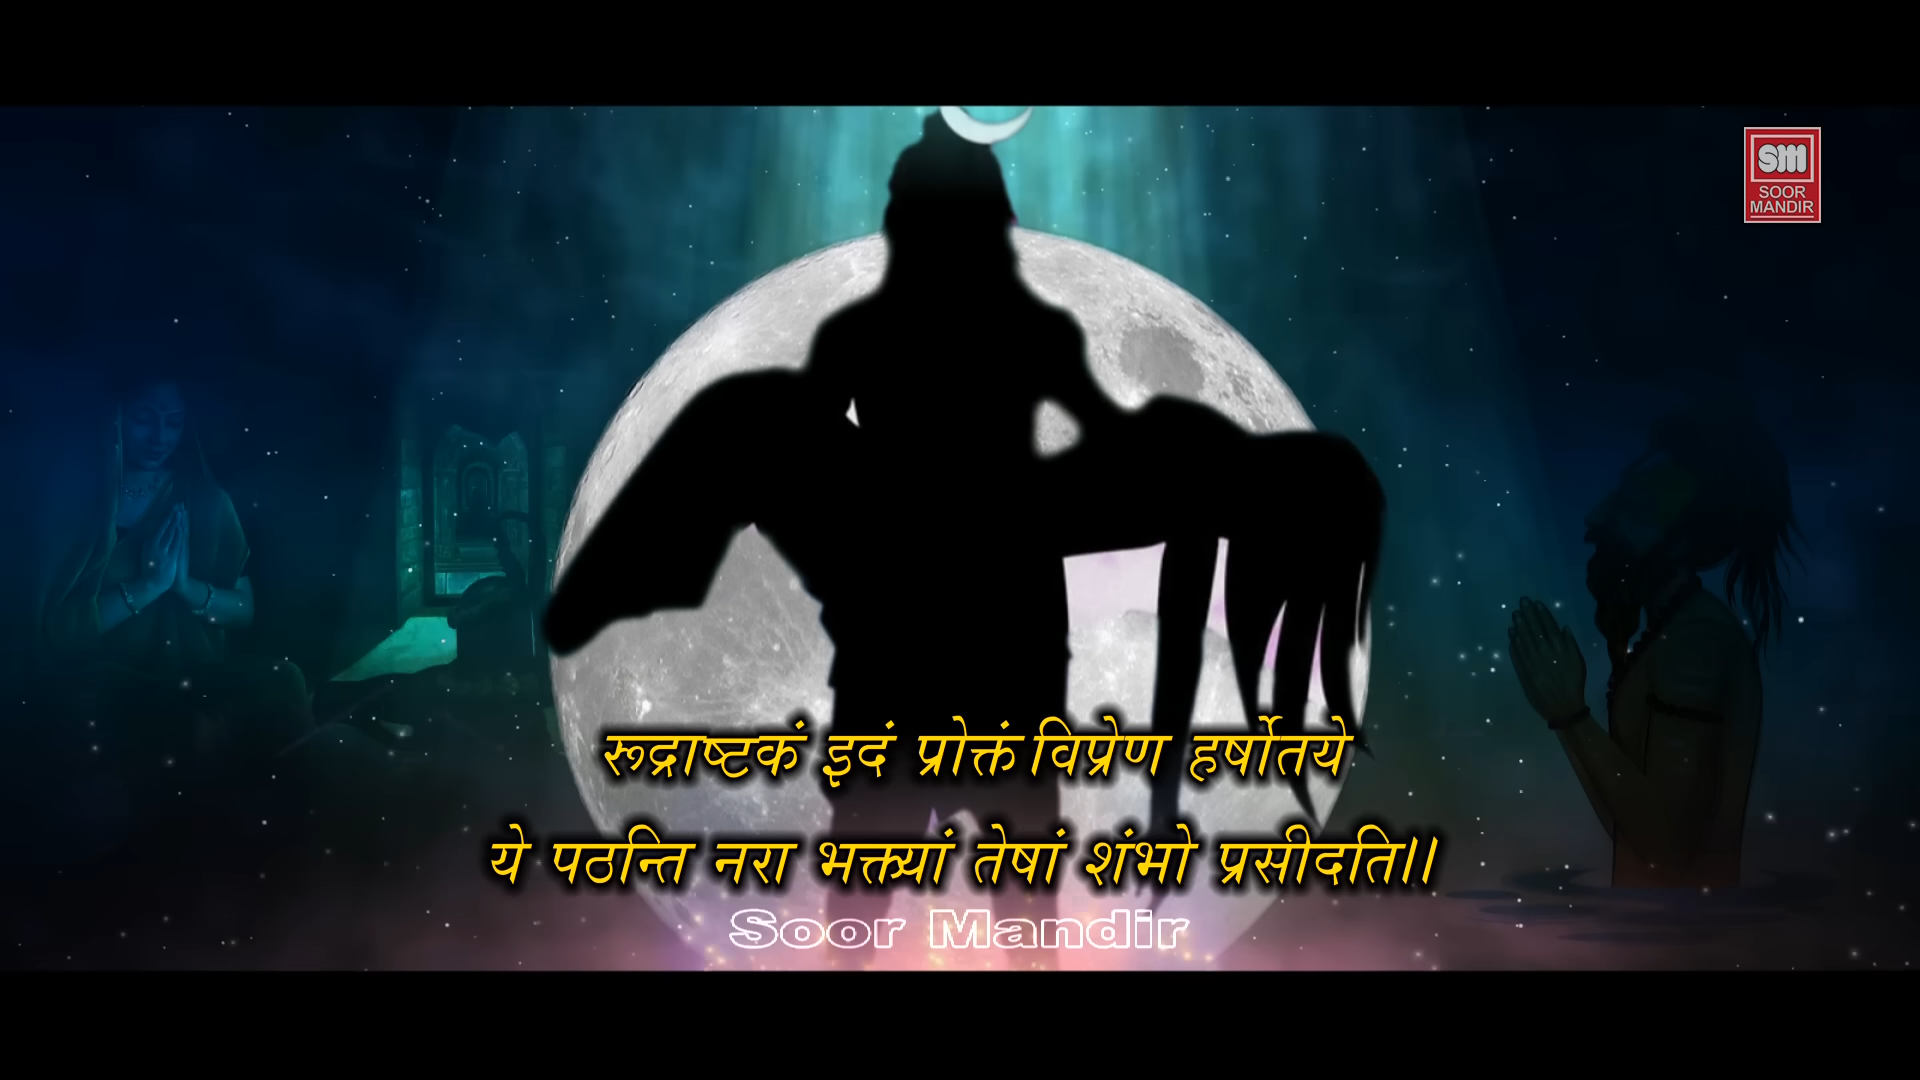 SM
SOOR
MANDIR
रूद्राष्टकं इदं प्रोक्तं विप्रेण हर्षोतये
ये पठन्ति नरा भक्त्यां तेषां शंभो प्रसीदति।।
Soor Mandir